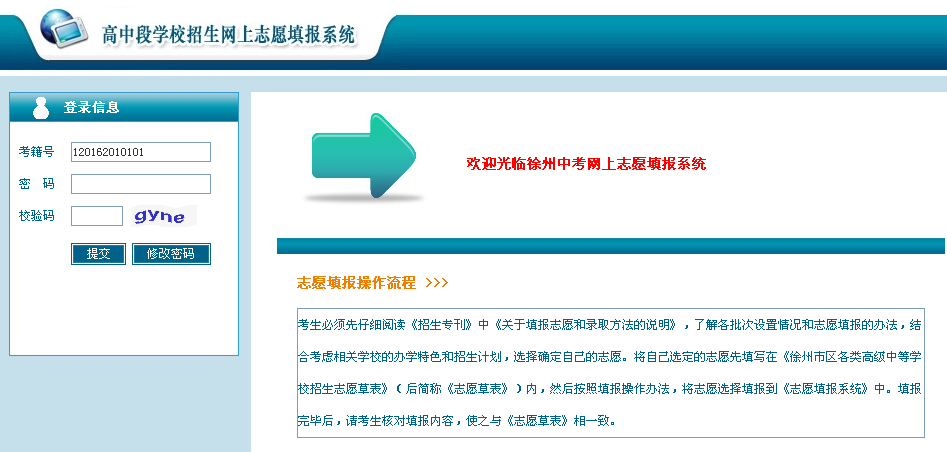 高中段学校招生网上志愿填报系统
登录信息
考籍号 120162010101
密 码
校验码 gyne
提交 修改密码
欢迎光临徐州中考网上志愿填报系统
志愿填报操作流程 >>>
考生必须先仔细阅读《招生专刊》中《关于填报志愿和录取方法的说明》，了解各批次设置情况和志愿填报的办法，结
合考虑相关学校的办学特色和招生计划，选择确定自己的志愿。将自己选定的志愿先填写在《徐州市区各类高级中等学
校招生志愿草表》（后简称《志愿草表》）内，然后按照填报操作办法，将志愿选择填报到《志愿填报系统》中。填报
完毕后，请考生核对填报内容，使之与《志愿草表》相一致。